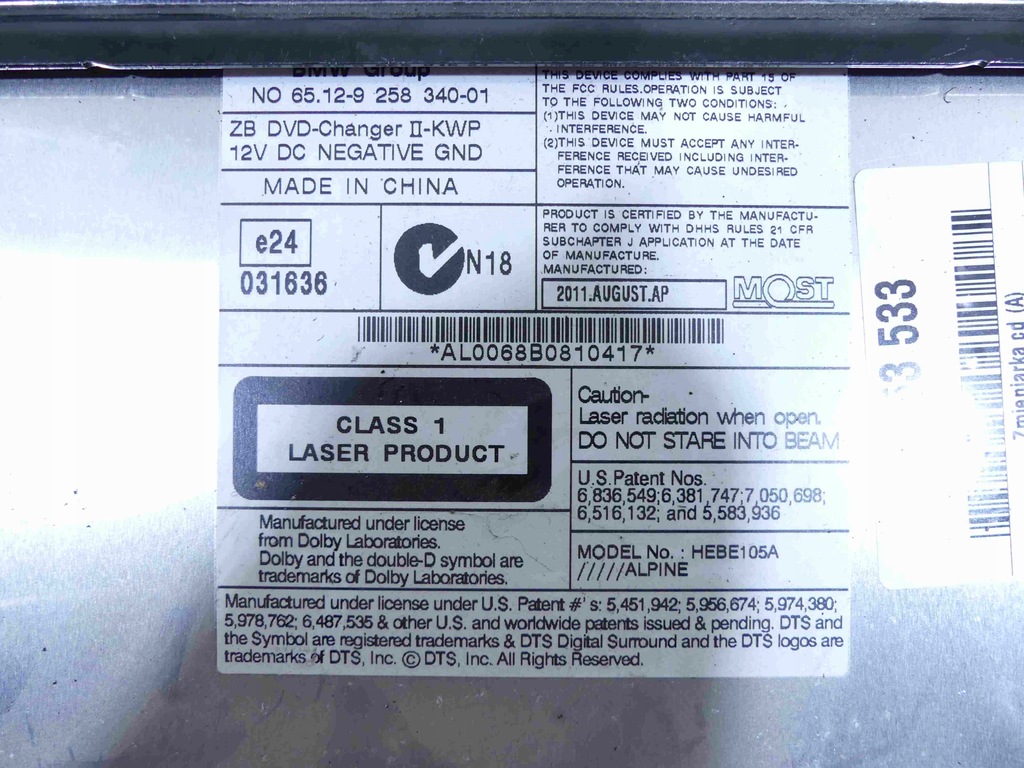 BMW Group
NO 65.12-9 258 340-01
ZB DVD-Changer II-KWP
12V DC NEGATIVE GND
MADE IN CHINA
THIS DEVICE COMPLIES WITH PART 15 OF
THE FCC RULES.OPERATION IS SUBJECT
TO THE FOLLOWING TWO CONDITIONS:
(1)THIS DEVICE MAY NOT CAUSE HARMFUL
INTERFERENCE.
(2)THIS DEVICE MUST ACCEPT ANY INTER-
FERENCE RECEIVED INCLUDING INTER-
FERENCE THAT MAY CAUSE UNDESIRED
OPERATION.
e24
031636
N18
PRODUCT IS CERTIFIED BY THE MANUFACTU-
RER TO COMPLY WITH DHHS RULES 21 CFR
SUBCHAPTER J APPLICATION AT THE DATE
OF MANUFACTURE.
MANUFACTURED:
2011.AUGUST.AP
MOST
*AL0068B0810417*
CLASS 1
LASER PRODUCT
Caution-
Laser radiation when open.
DO NOT STARE INTO BEAM
U.S.Patent Nos.
6,836,549;6,381,747;7,050,698;
6,516,132; and 5,583,936
Manufactured under license
from Dolby Laboratories.
Dolby and the double-D symbol are
trademarks of Dolby Laboratories.
MODEL No. : HEBE105A
/////ALPINE
Manufactured under license under U.S. Patent #'s: 5,451,942; 5,956,674; 5,974,380;
5,978,762; 6,487,535 & other U.S. and worldwide patents issued & pending. DTS and
the Symbol are registered trademarks & DTS Digital Surround and the DTS logos are
trademarks of DTS, Inc. © DTS, Inc. All Rights Reserved.
533
Zmieniarka cd (A)